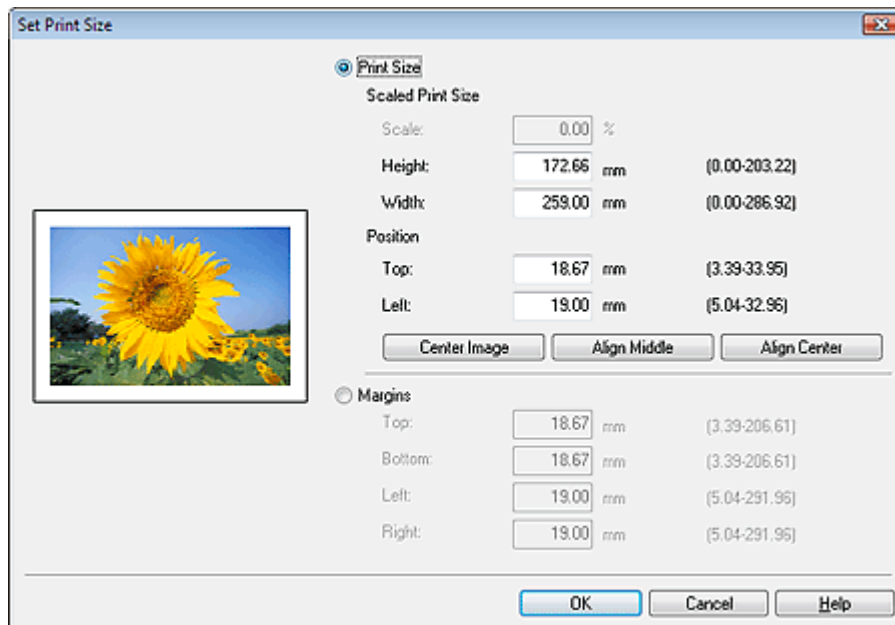 Set Print Size
Print Size
Scaled Print Size
Scale: 0.00 %
Height: 172.66 mm (0.00-203.22)
Width: 259.00 mm (0.00-286.92)
Position
Top: 18.67 mm (3.39-33.95)
Left: 19.00 mm (5.04-32.96)
Center Image Align Middle Align Center
Margins
Top: 18.67 mm (3.39-206.61)
Bottom: 18.67 mm (3.39-206.61)
Left: 19.00 mm (5.04-291.96)
Right: 19.00 mm (5.04-291.96)
OK Cancel Help